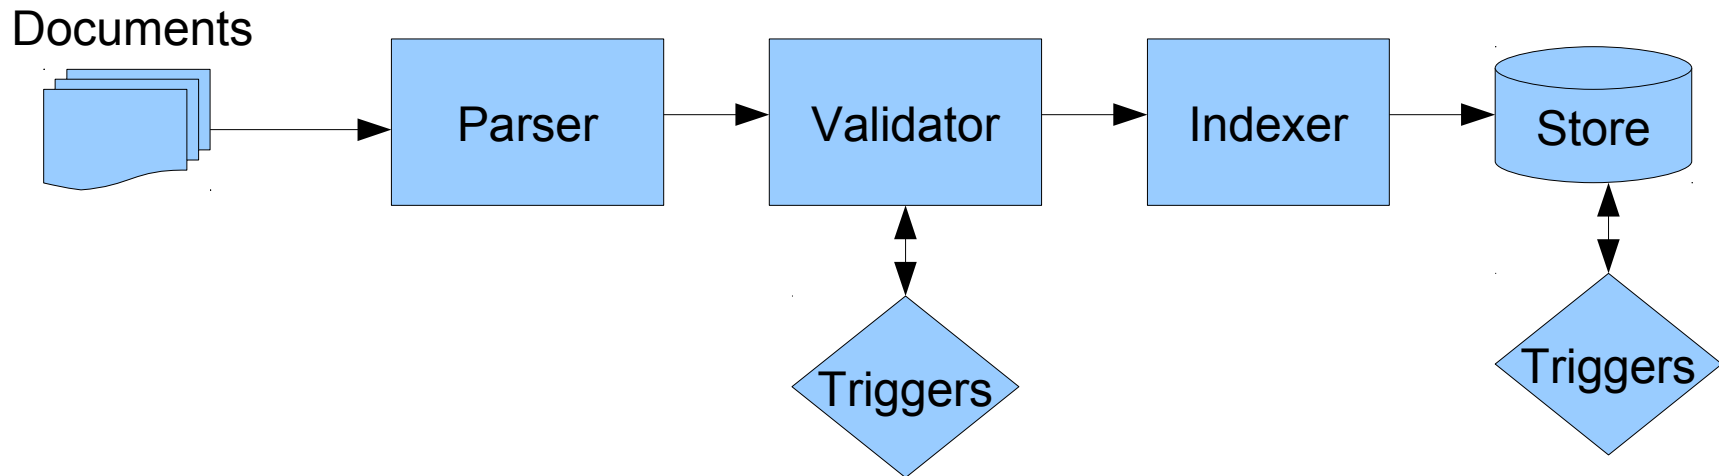 Documents
Parser
Validator
Indexer
Store
Triggers
Triggers